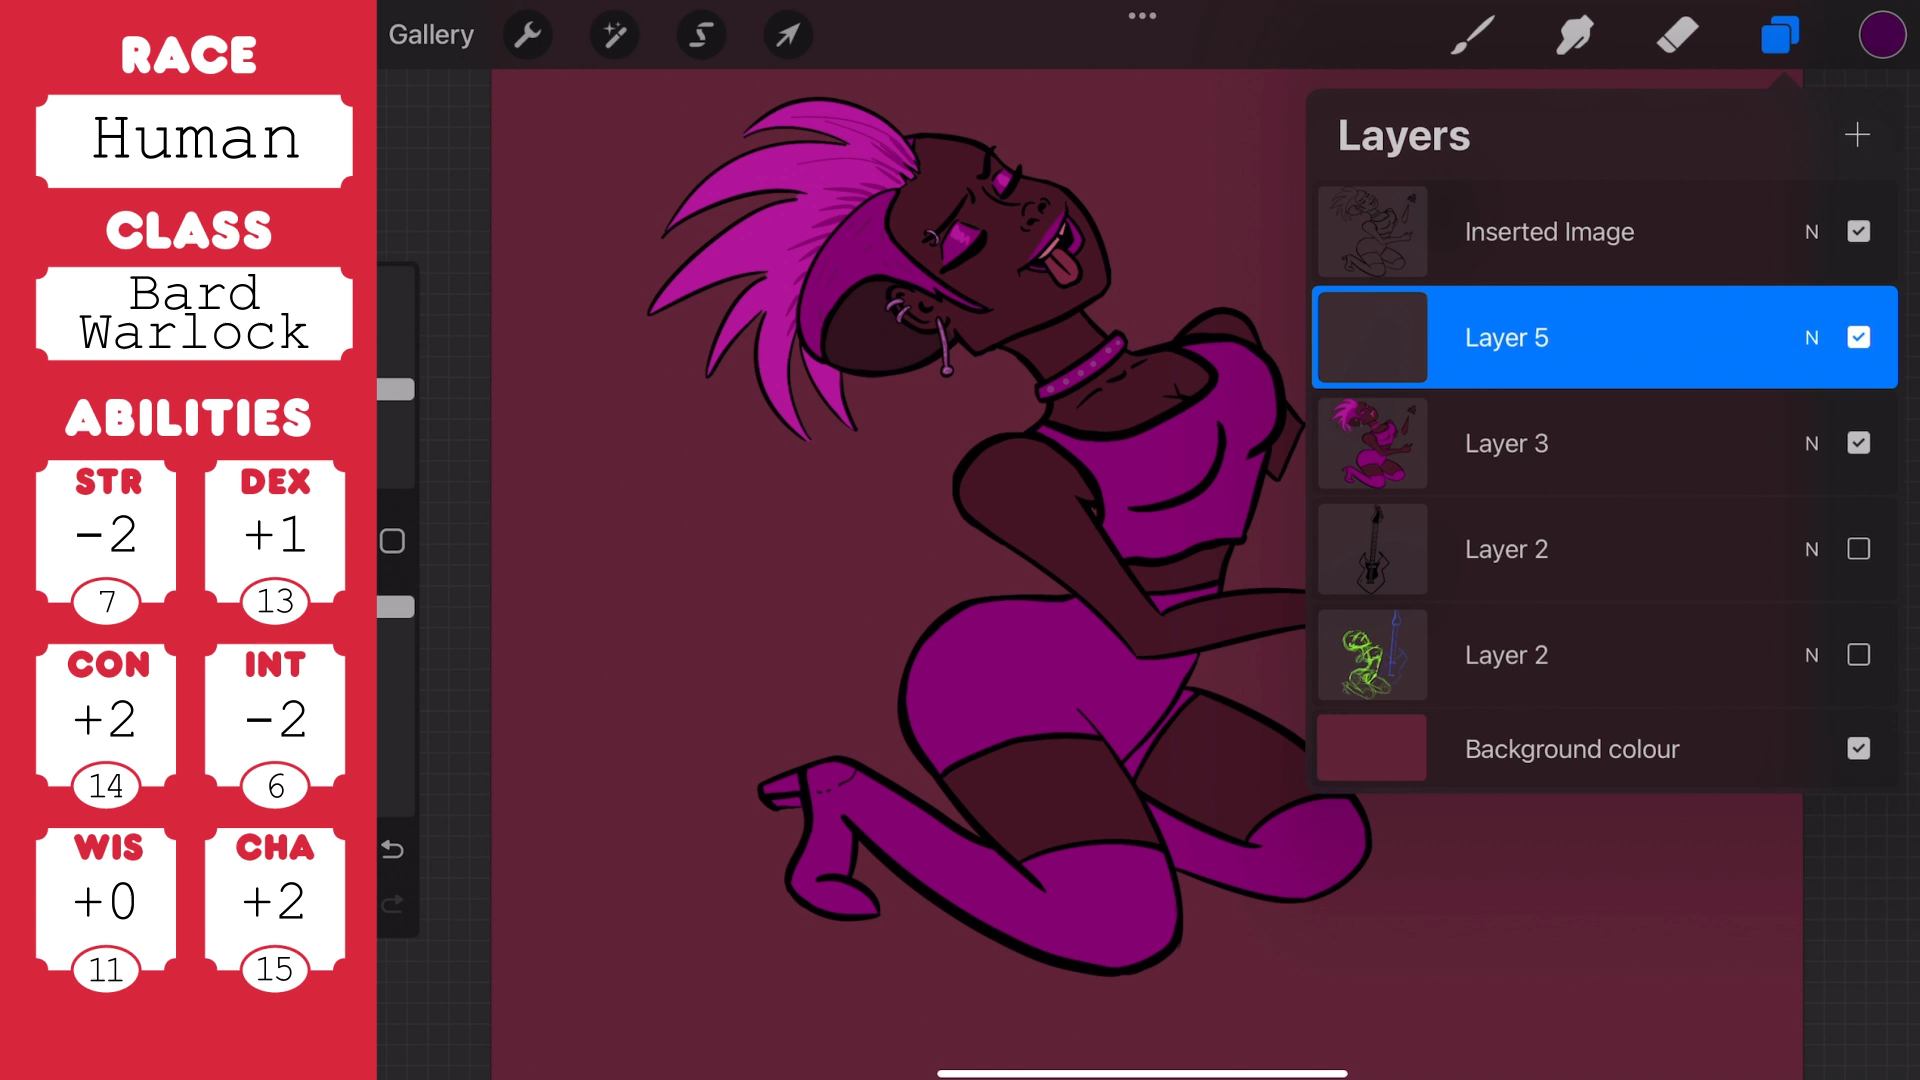 RACE
Human
CLASS
Bard
Warlock
ABILITIES
STR
-2
7
DEX
+1
13
CON
+2
14
INT
-2
6
WIS
+0
11
CHA
+2
15
Gallery
Layers
Inserted Image N
Layer 5 N
Layer 3 N
Layer 2 N
Layer 2 N
Background colour